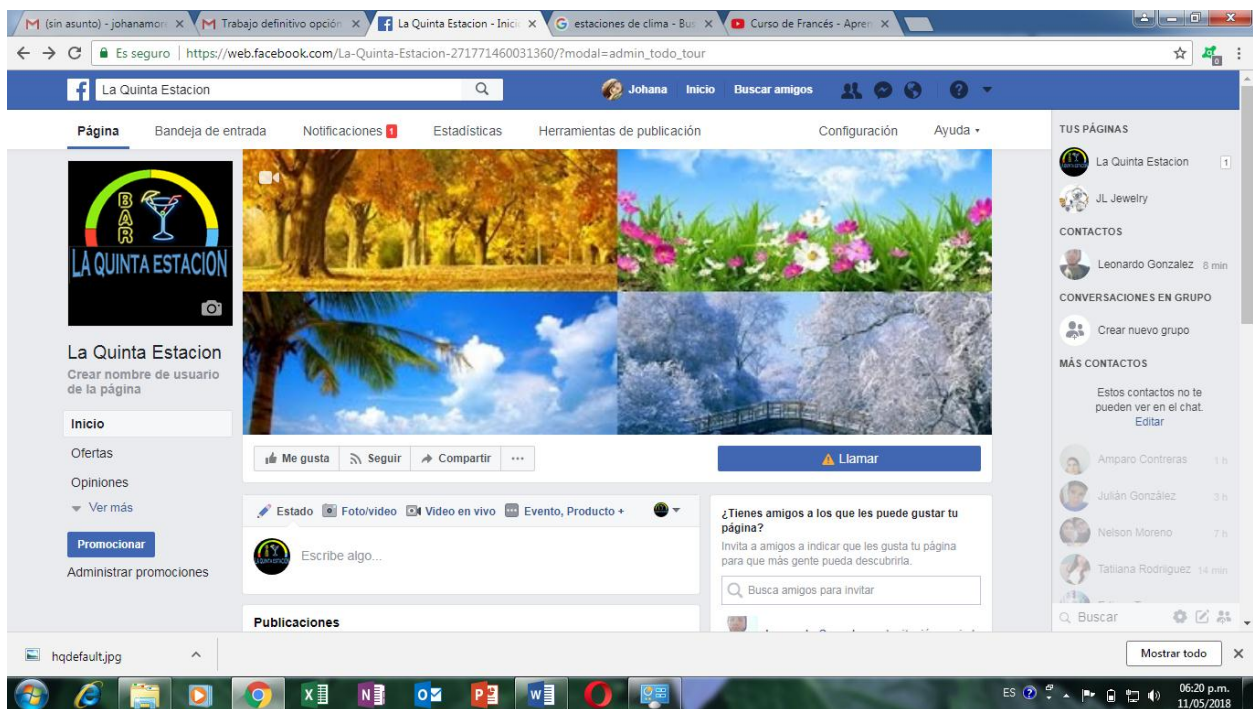 (sin asunto) - johanamore
Trabajo definitivo opción
La Quinta Estacion - Inici
estaciones de clima - Bus
Curso de Francés - Apren
Es seguro | https://web.facebook.com/La-Quinta-Estacion-271771460031360/?modal=admin_todo_tour
La Quinta Estacion
Johana Inicio Buscar amigos
Página Bandeja de entrada Notificaciones 1 Estadísticas Herramientas de publicación Configuración Ayuda
BAR
LA QUINTA ESTACION
La Quinta Estacion
Crear nombre de usuario
de la página
Inicio
Ofertas
Opiniones
Ver más
Promocionar
Administrar promociones
Me gusta Seguir Compartir ...
Llamar
Estado Foto/video Video en vivo Evento, Producto +
Escribe algo...
Publicaciones
¿Tienes amigos a los que les puede gustar tu
página?
Invita a amigos a indicar que les gusta tu página
para que más gente pueda descubrirla.
Busca amigos para invitar
TUS PÁGINAS
La Quinta Estacion 1
JL Jewelry
CONTACTOS
Leonardo Gonzalez 8 min
CONVERSACIONES EN GRUPO
Crear nuevo grupo
MÁS CONTACTOS
Estos contactos no te
pueden ver en el chat.
Editar
Amparo Contreras 1 h
Julián González 3 h
Nelson Moreno 7 h
Tatiana Rodriguez 14 min
Buscar
hqdefault.jpg
Mostrar todo
ES
06:20 p.m.
11/05/2018